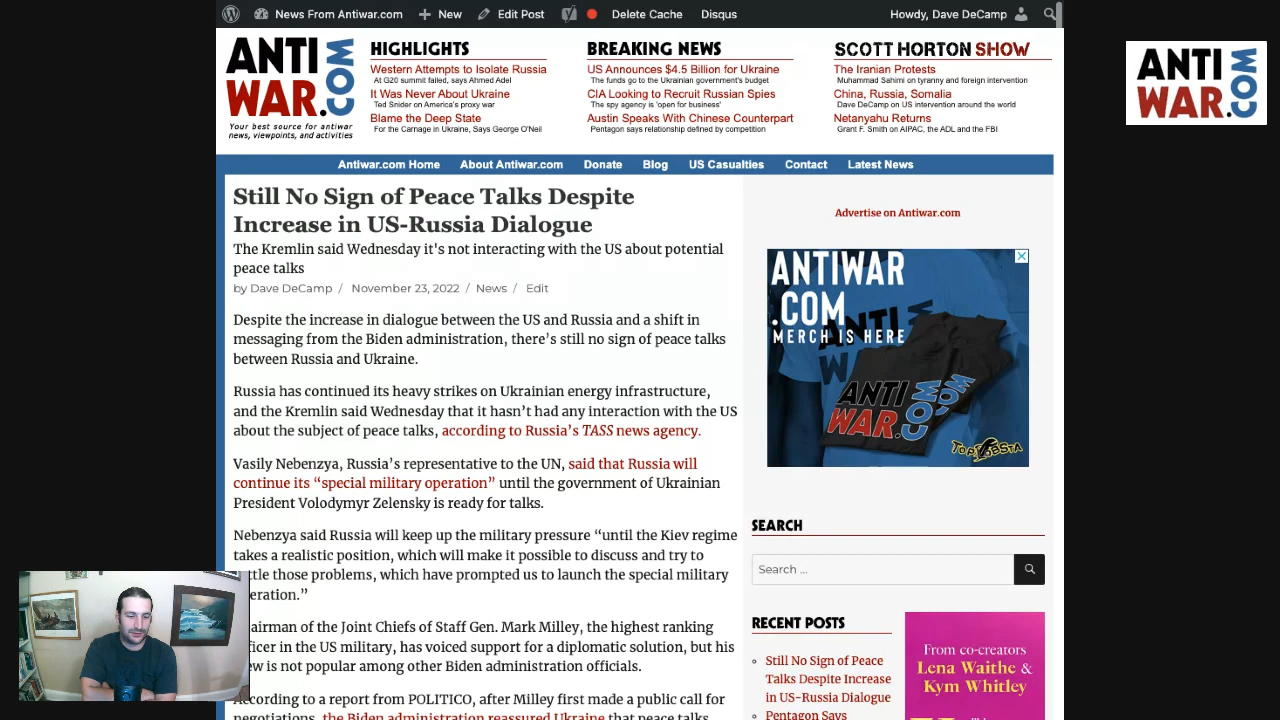 News From Antiwar.com
New
Edit Post
Delete Cache
Disqus
Howdy, Dave DeCamp
ANTI
WAR.COM
Your best source for antiwar
news, viewpoints, and activities
HIGHLIGHTS
Western Attempts to Isolate Russia
At G20 summit failed, says Ahmed Adel
It Was Never About Ukraine
Ted Snider on America's proxy war
Blame the Deep State
For the Carnage in Ukraine, Says George O'Neil
BREAKING NEWS
US Announces $4.5 Billion for Ukraine
The funds go to the Ukrainian government's budget
CIA Looking to Recruit Russian Spies
The spy agency is 'open for business'
Austin Speaks With Chinese Counterpart
Pentagon says relationship defined by competition
SCOTT HORTON SHOW
The Iranian Protests
Muhammad Sahimi on tyranny and foreign intervention
China, Russia, Somalia
Dave DeCamp on US intervention around the world
Netanyahu Returns
Grant F. Smith on AIPAC, the ADL and the FBI
ANTI
WAR.COM
Antiwar.com Home
About Antiwar.com
Donate
Blog
US Casualties
Contact
Latest News
Still No Sign of Peace Talks Despite
Increase in US-Russia Dialogue
The Kremlin said Wednesday it's not interacting with the US about potential
peace talks
by Dave DeCamp / November 23, 2022 / News / Edit
Despite the increase in dialogue between the US and Russia and a shift in
messaging from the Biden administration, there's still no sign of peace talks
between Russia and Ukraine.
Russia has continued its heavy strikes on Ukrainian energy infrastructure,
and the Kremlin said Wednesday that it hasn't had any interaction with the US
about the subject of peace talks, according to Russia's TASS news agency.
Vasily Nebenzya, Russia's representative to the UN, said that Russia will
continue its “special military operation” until the government of Ukrainian
President Volodymyr Zelensky is ready for talks.
Nebenzya said Russia will keep up the military pressure “until the Kiev regime
takes a realistic position, which will make it possible to discuss and try to
ttle those problems, which have prompted us to launch the special military
eration.”
airman of the Joint Chiefs of Staff Gen. Mark Milley, the highest ranking
ficer in the US military, has voiced support for a diplomatic solution, but his
ew is not popular among other Biden administration officials.
According to a report from POLITICO, after Milley first made a public call for
negotiations, the Biden administration reassured Ukraine that peace talks
Advertise on Antiwar.com
ANTIWAR
.COM
MERCH IS HERE
ANTI
WAR.COM
SEARCH
Search …
RECENT POSTS
Still No Sign of Peace
Talks Despite Increase
in US-Russia Dialogue
Pentagon Says
From co-creators
Lena Waithe &
Kym Whitley